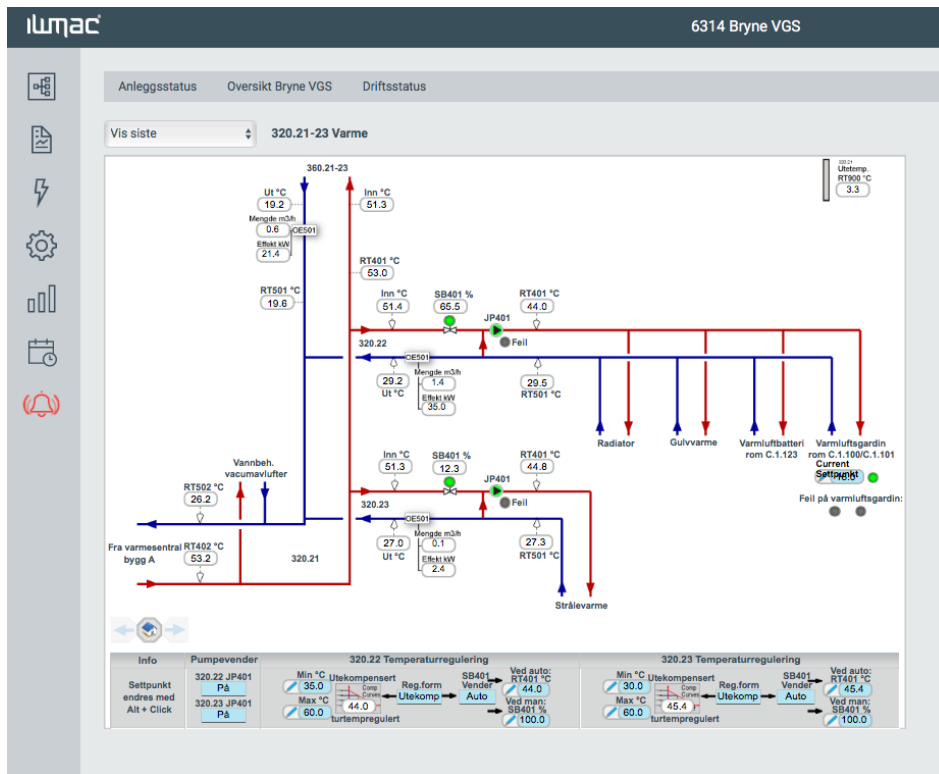 ilumac
6314 Bryne VGS
Anleggsstatus Oversikt Bryne VGS Driftsstatus
Vis siste 320.21-23 Varme
360.21-23
320.21
Utetemp.
RT900 °C
3.3
Ut °C
19.2
Inn °C
51.3
Mengde m3/h
0.6
OE501
Effekt kW
21.4
RT401 °C
53.0
RT501 °C
19.6
Inn °C
51.4
SB401 %
65.5
RT401 °C
44.0
JP401
Feil
320.22
OE501
29.2
Ut °C
Mengde m3/h
1.4
Effekt kW
35.0
29.5
RT501 °C
Radiator
Gulvvarme
Varmluftbatteri
rom C.1.123
Varmluftsgardin
rom C.1.100/C.1.101
Current
Settpunkt
Feil på varmluftsgardin:
Inn °C
51.3
SB401 %
12.3
RT401 °C
44.8
JP401
Feil
320.23
OE501
27.0
Ut °C
Mengde m3/h
0.1
Effekt kW
2.4
27.3
RT501 °C
Strålevarme
Vannbeh.
vacumavlufter
RT502 °C
26.2
Fra varmesentral
bygg A
RT402 °C
53.2
320.21
Info
Settpunkt
endres med
Alt + Click
Pumpevender
320.22 JP401
På
320.23 JP401
På
320.22 Temperaturregulering
Min °C
35.0
Max °C
60.0
Utekompensert
Comp
Curves
44.0
turtempregulert
Reg.form
Utekomp
SB401
Vender
Auto
Ved auto:
RT401 °C
44.0
Ved man:
SB401 %
100.0
320.23 Temperaturregulering
Min °C
30.0
Max °C
60.0
Utekompensert
Comp
Curves
45.4
turtempregulert
Reg.form
Utekomp
SB401
Vender
Auto
Ved auto:
RT401 °C
45.4
Ved man:
SB401 %
100.0